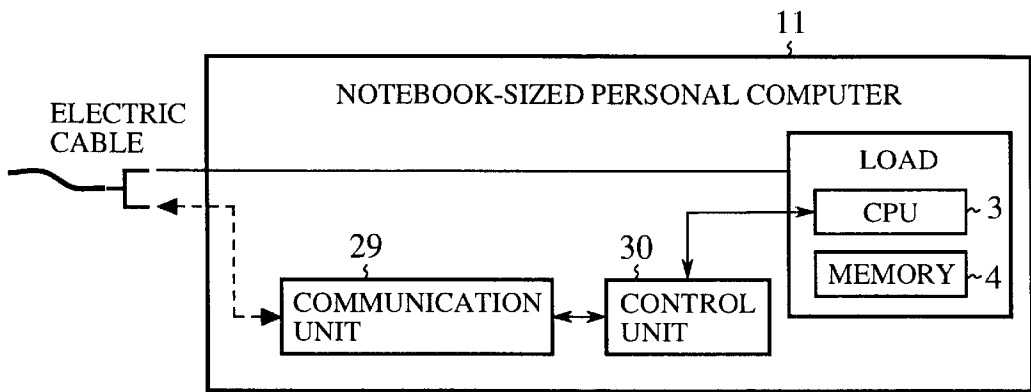 11
NOTEBOOK-SIZED PERSONAL COMPUTER
ELECTRIC
CABLE
LOAD
CPU
3
MEMORY
4
29
COMMUNICATION
UNIT
30
CONTROL
UNIT